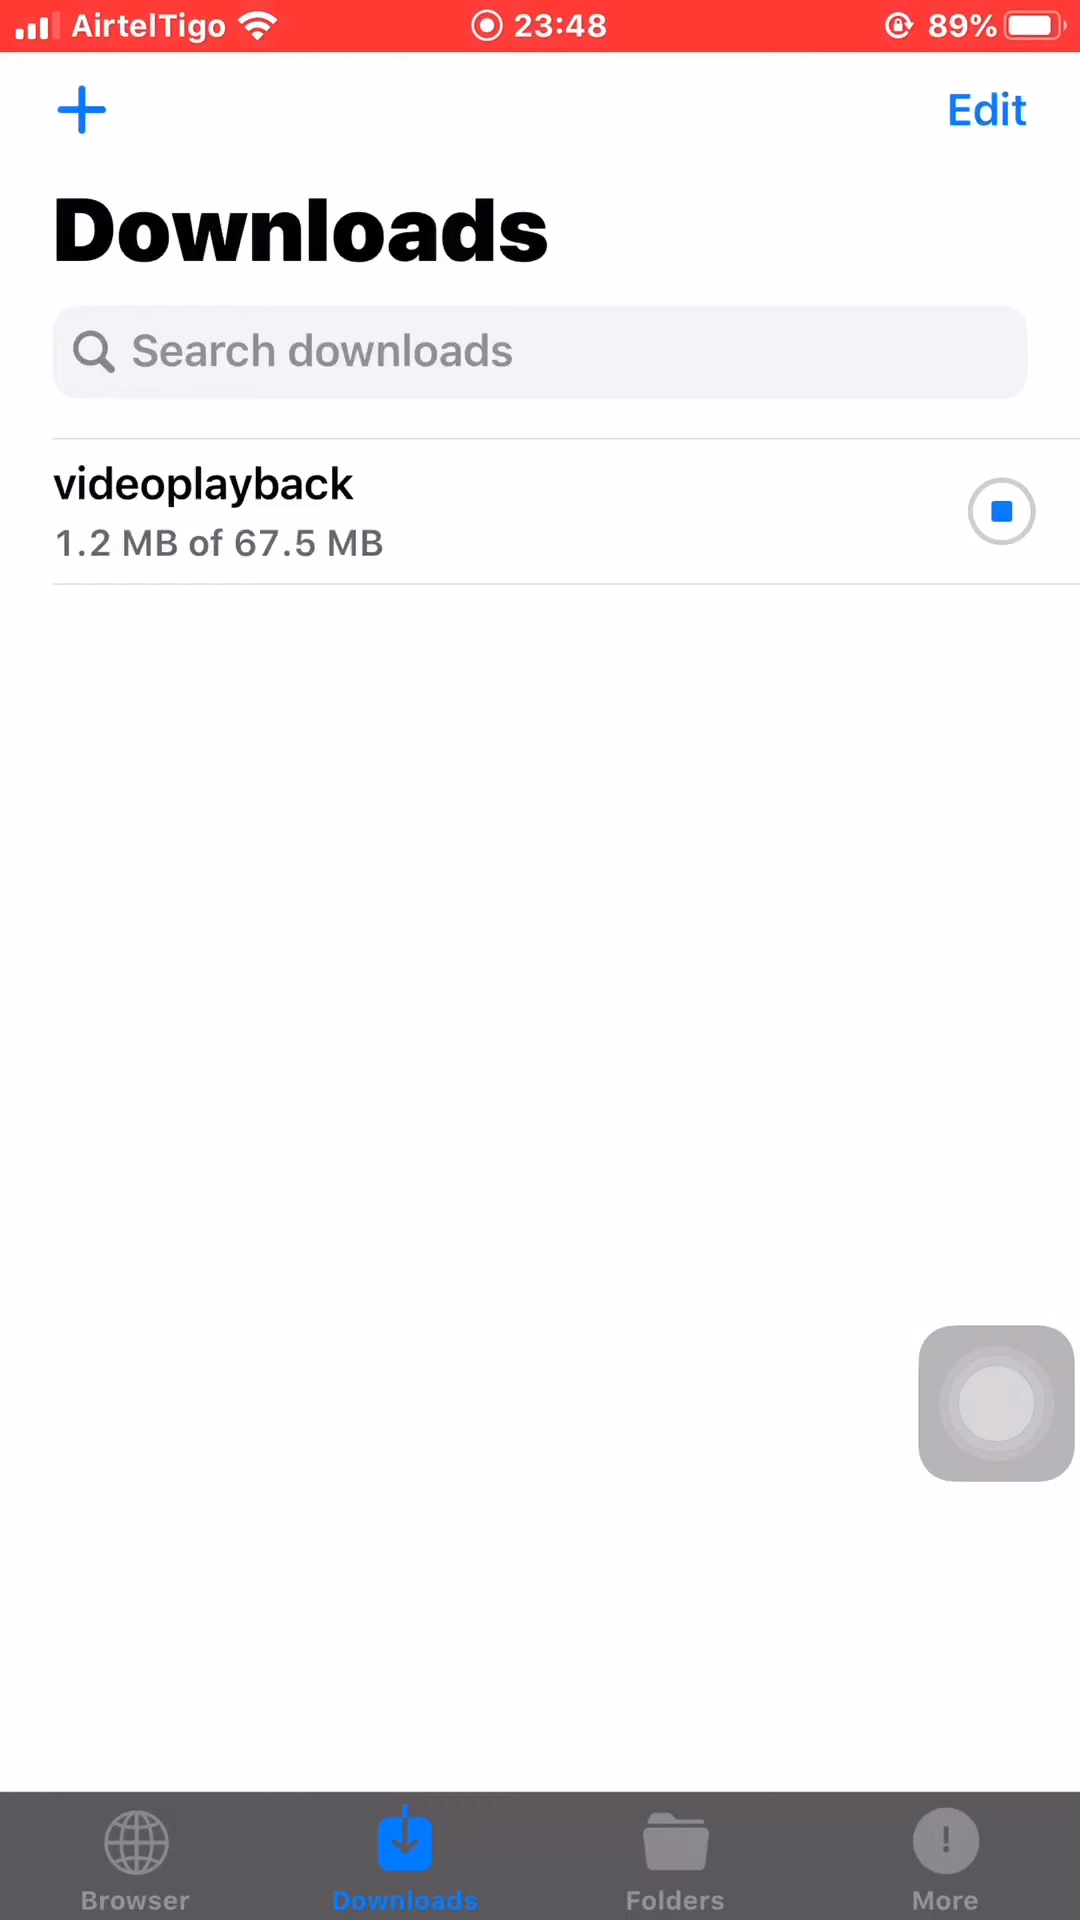 AirtelTigo 23:48 89%
Edit
Downloads
Search downloads
videoplayback
1.2 MB of 67.5 MB
Browser Downloads Folders More